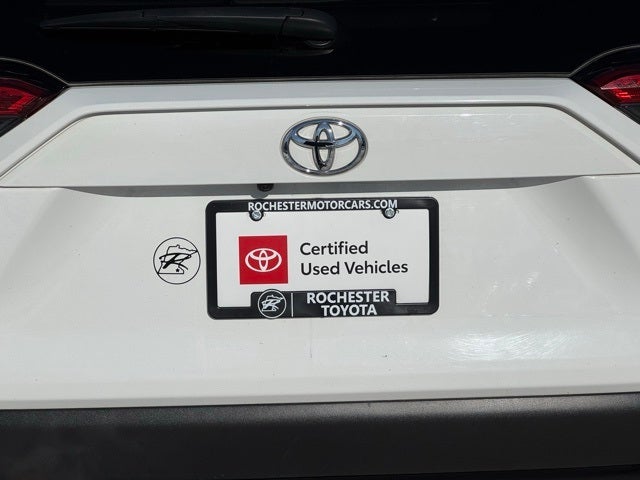 ROCHESTERMOTORCARS.COM
Certified
Used Vehicles
ROCHESTER
TOYOTA